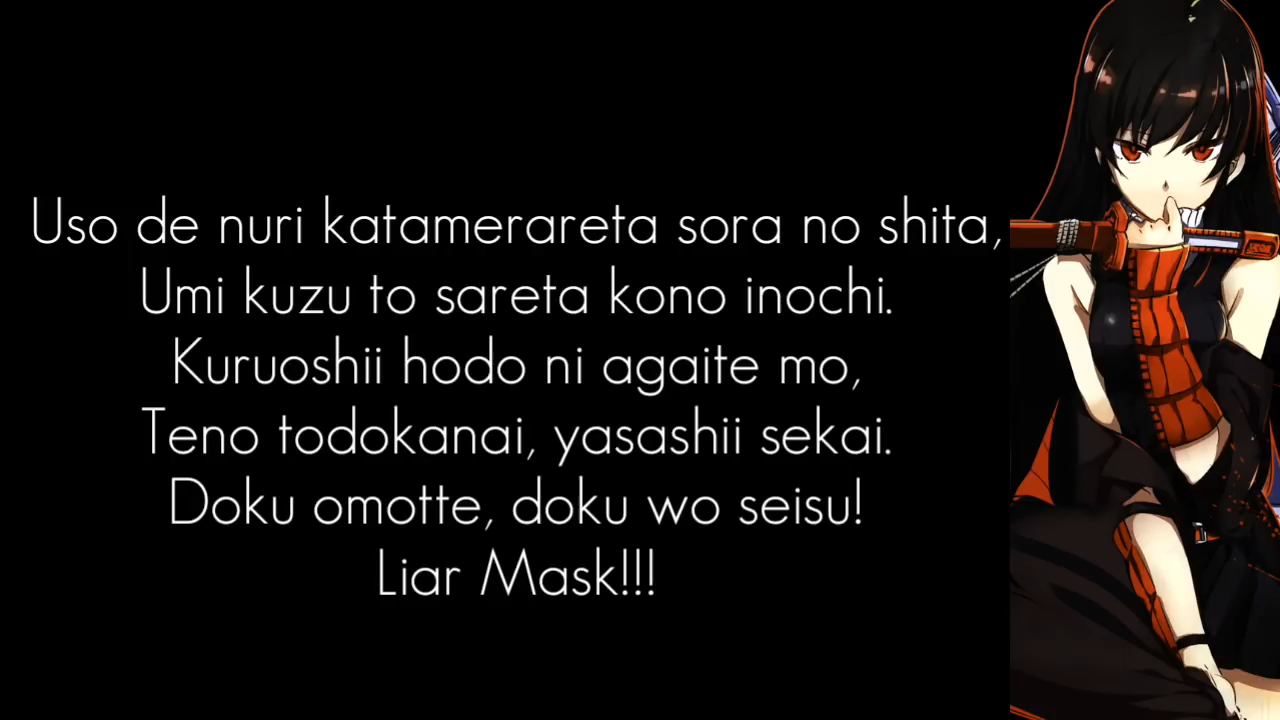 Uso de nuri katamerareta sora no shita,
Umi kuzu to sareta kono inochi.
Kuruoshii hodo ni agaite mo,
Teno todokanai, yasashii sekai.
Doku omotte, doku wo seisu!
Liar Mask!!!